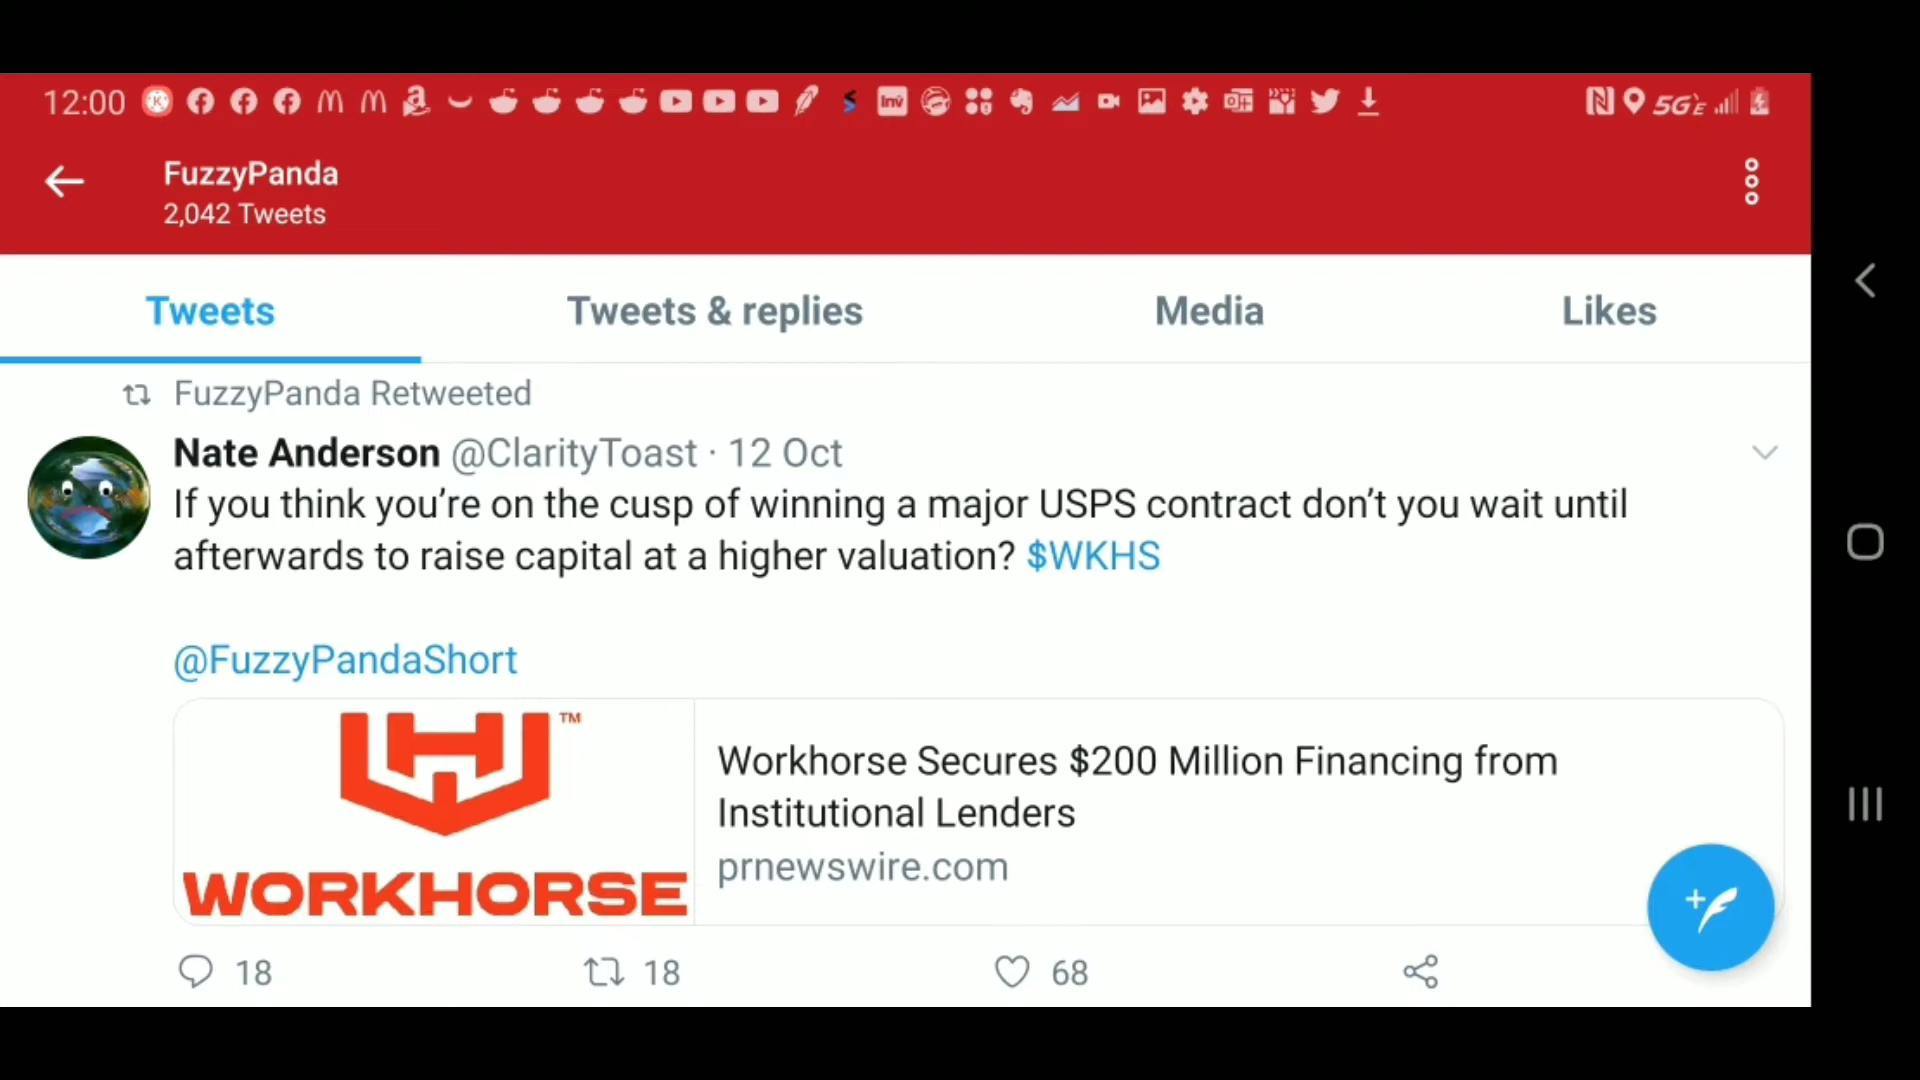 12:00
5GE
FuzzyPanda
2,042 Tweets
Tweets
Tweets & replies
Media
Likes
FuzzyPanda Retweeted
Nate Anderson @ClarityToast · 12 Oct
If you think you’re on the cusp of winning a major USPS contract don’t you wait until
afterwards to raise capital at a higher valuation? $WKHS
@FuzzyPandaShort
TM
WORKHORSE
Workhorse Secures $200 Million Financing from
Institutional Lenders
prnewswire.com
18
18
68